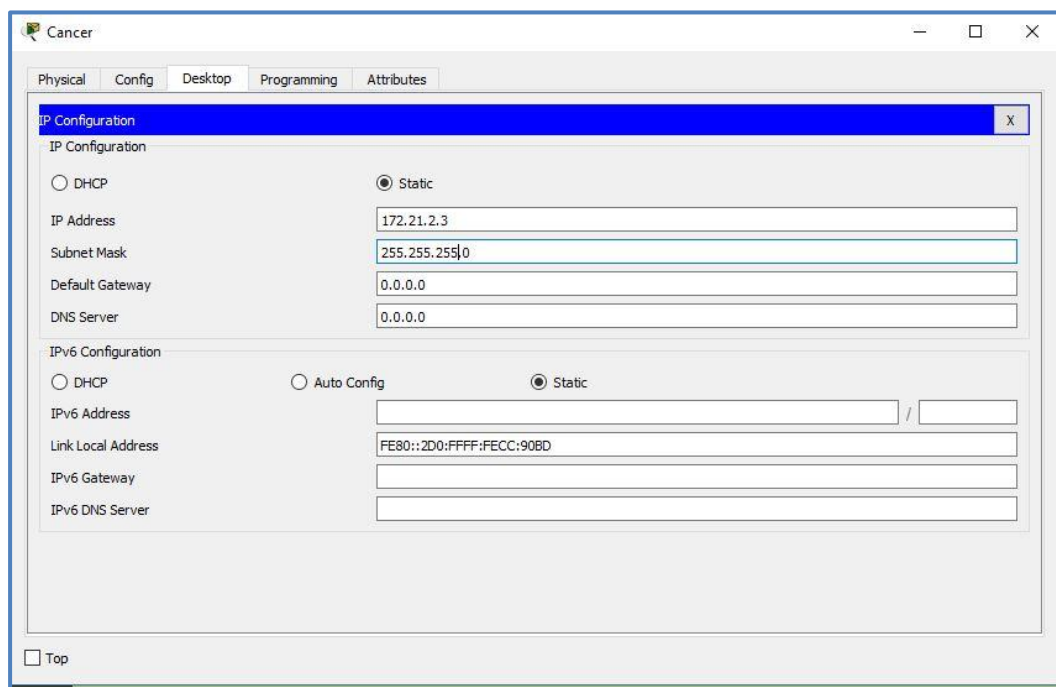 Cancer
Physical Config Desktop Programming Attributes
IP Configuration X
IP Configuration
DHCP Static
IP Address 172.21.2.3
Subnet Mask 255.255.255.0
Default Gateway 0.0.0.0
DNS Server 0.0.0.0
IPv6 Configuration
DHCP Auto Config Static
IPv6 Address /
Link Local Address FE80::2D0:FFFF:FECC:90BD
IPv6 Gateway
IPv6 DNS Server
Top